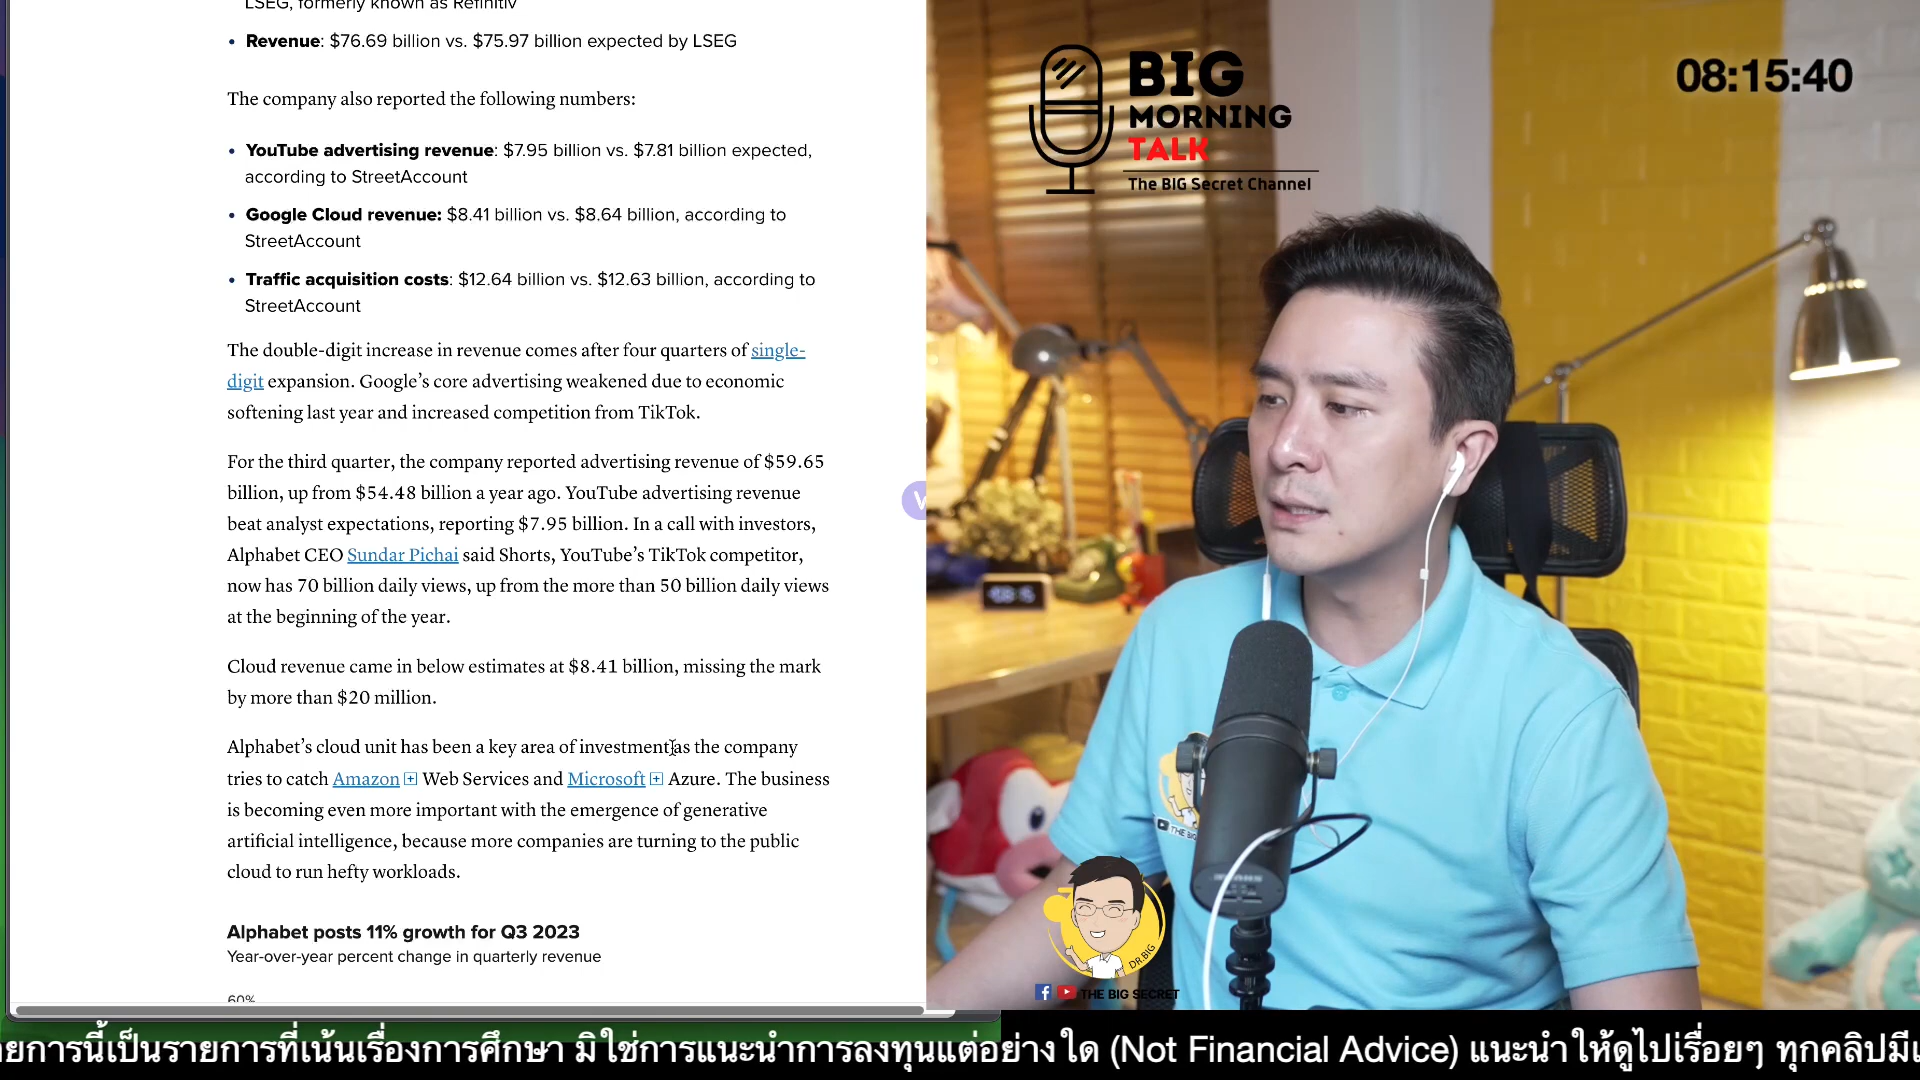 LSEG, formerly known as Refinitiv
• Revenue: $76.69 billion vs. $75.97 billion expected by LSEG
The company also reported the following numbers:
• YouTube advertising revenue: $7.95 billion vs. $7.81 billion expected,
according to StreetAccount
• Google Cloud revenue: $8.41 billion vs. $8.64 billion, according to
StreetAccount
• Traffic acquisition costs: $12.64 billion vs. $12.63 billion, according to
StreetAccount
The double-digit increase in revenue comes after four quarters of single-
digit expansion. Google’s core advertising weakened due to economic
softening last year and increased competition from TikTok.
For the third quarter, the company reported advertising revenue of $59.65
billion, up from $54.48 billion a year ago. YouTube advertising revenue
beat analyst expectations, reporting $7.95 billion. In a call with investors,
Alphabet CEO Sundar Pichai said Shorts, YouTube’s TikTok competitor,
now has 70 billion daily views, up from the more than 50 billion daily views
at the beginning of the year.
Cloud revenue came in below estimates at $8.41 billion, missing the mark
by more than $20 million.
Alphabet’s cloud unit has been a key area of investment as the company
tries to catch Amazon Web Services and Microsoft Azure. The business
is becoming even more important with the emergence of generative
artificial intelligence, because more companies are turning to the public
cloud to run hefty workloads.
Alphabet posts 11% growth for Q3 2023
Year-over-year percent change in quarterly revenue
60%
BIG
MORNING
TALK
The BIG Secret Channel
08:15:40
DR.BIG
THE BIG SECRET
ายการนี้เป็นรายการที่เน้นเรื่องการศึกษา มิใช่การแนะนำการลงทุนแต่อย่างใด (Not Financial Advice) แนะนำให้ดูไปเรื่อยๆ ทุกคลิปมี